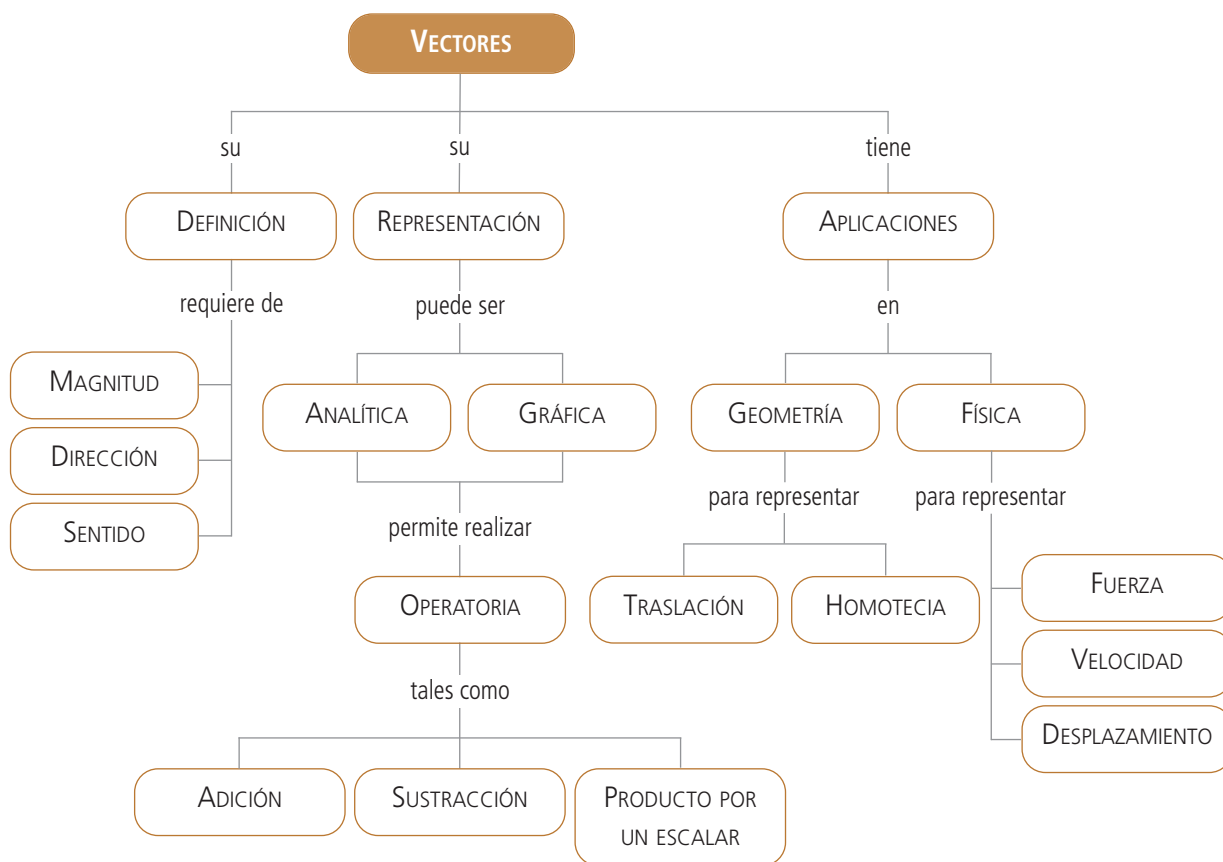 VECTORES
su
su
tiene
DEFINICIÓN
REPRESENTACIÓN
APLICACIONES
requiere de
puede ser
en
MAGNITUD
DIRECCIÓN
SENTIDO
ANALÍTICA
GRÁFICA
GEOMETRÍA
FÍSICA
permite realizar
para representar
para representar
OPERATORIA
TRASLACIÓN
HOMOTECIA
FUERZA
VELOCIDAD
DESPLAZAMIENTO
tales como
ADICIÓN
SUSTRACCIÓN
PRODUCTO POR
UN ESCALAR